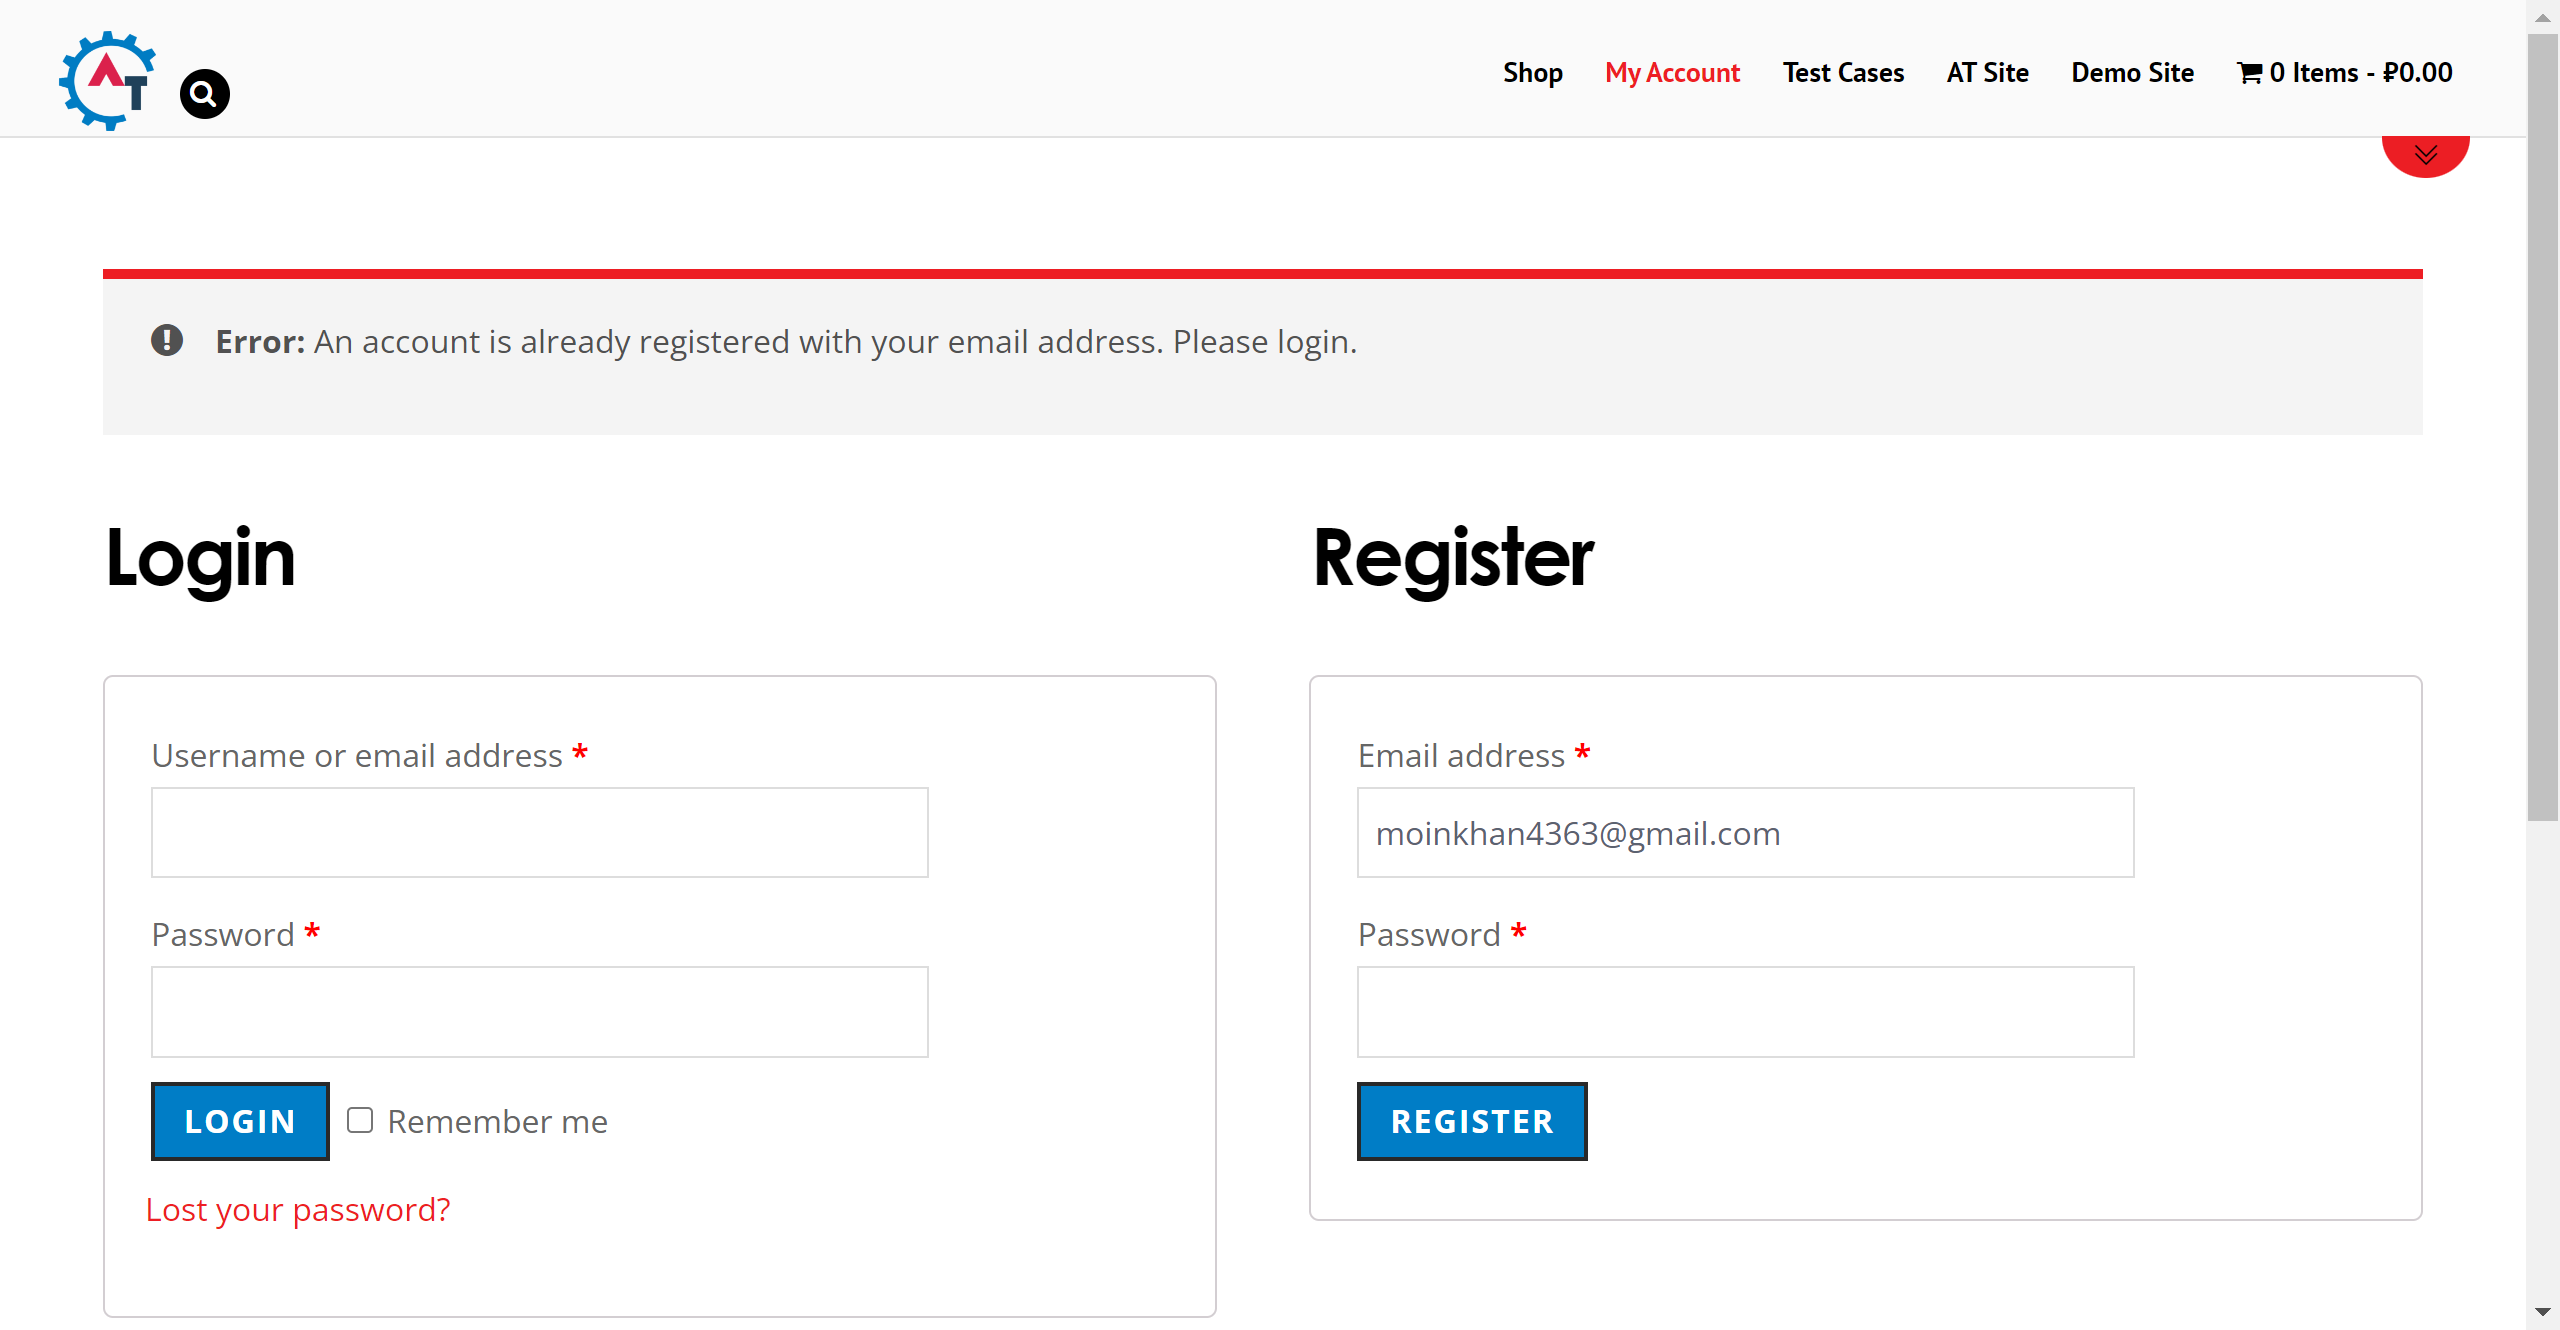 AT
Shop My Account Test Cases AT Site Demo Site 0 Items - ₽0.00
Error: An account is already registered with your email address. Please login.
Login
Register
Username or email address *
Email address *
moinkhan4363@gmail.com
Password *
Password *
LOGIN Remember me
REGISTER
Lost your password?